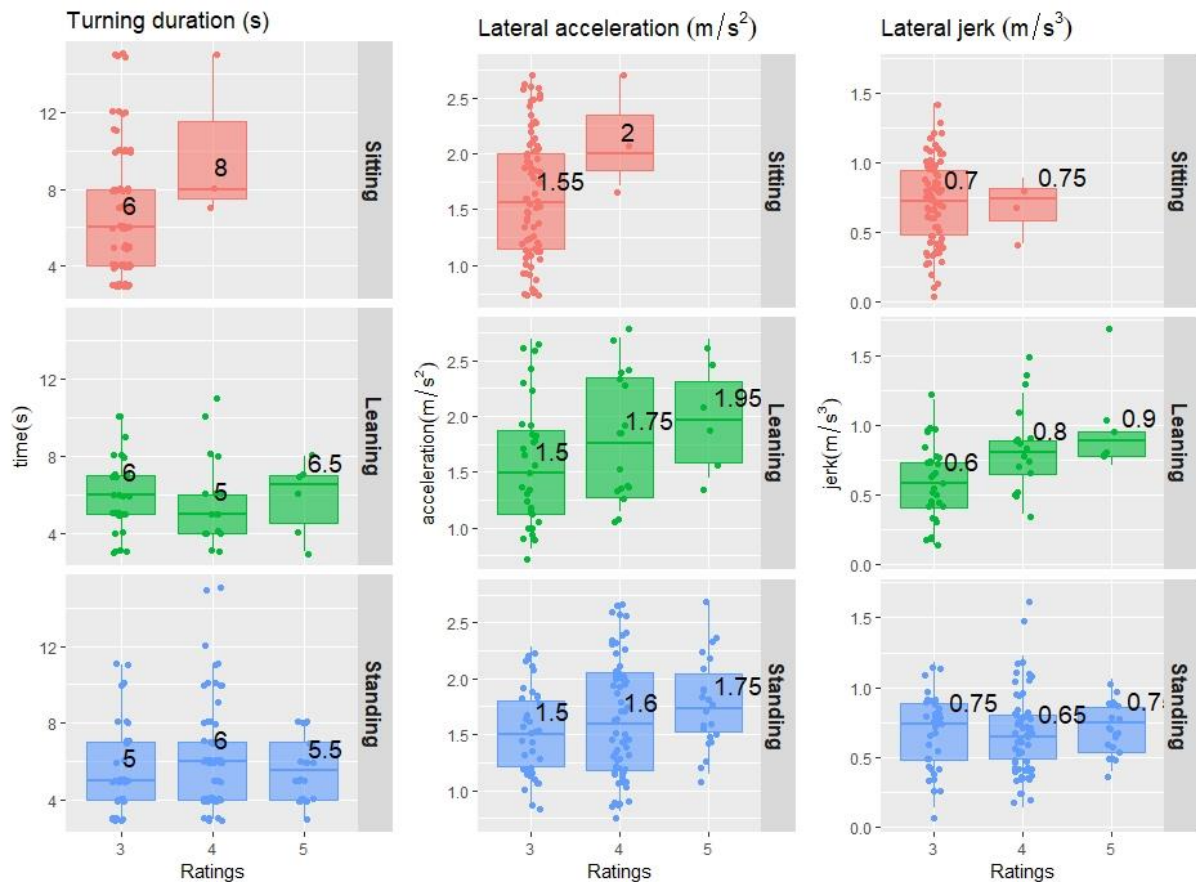 Turning duration (s)
12
8
4
6
8
Sitting
12
8
4
6
5
6.5
Leaning
12
8
4
5
6
5.5
Standing
time(s)
3 4 5
Ratings
Lateral acceleration (m/s²)
2.5
2.0
1.5
1.0
1.55
2
Sitting
2.5
2.0
1.5
1.0
1.5
1.75
1.95
Leaning
2.5
2.0
1.5
1.0
1.5
1.6
1.75
Standing
acceleration(m/s²)
3 4 5
Ratings
Lateral jerk (m/s³)
1.5
1.0
0.5
0.0
0.7
0.75
Sitting
1.5
1.0
0.5
0.0
0.6
0.8
0.9
Leaning
1.5
1.0
0.5
0.0
0.75
0.65
Standing
jerk(m/s³)
3 4 5
Ratings